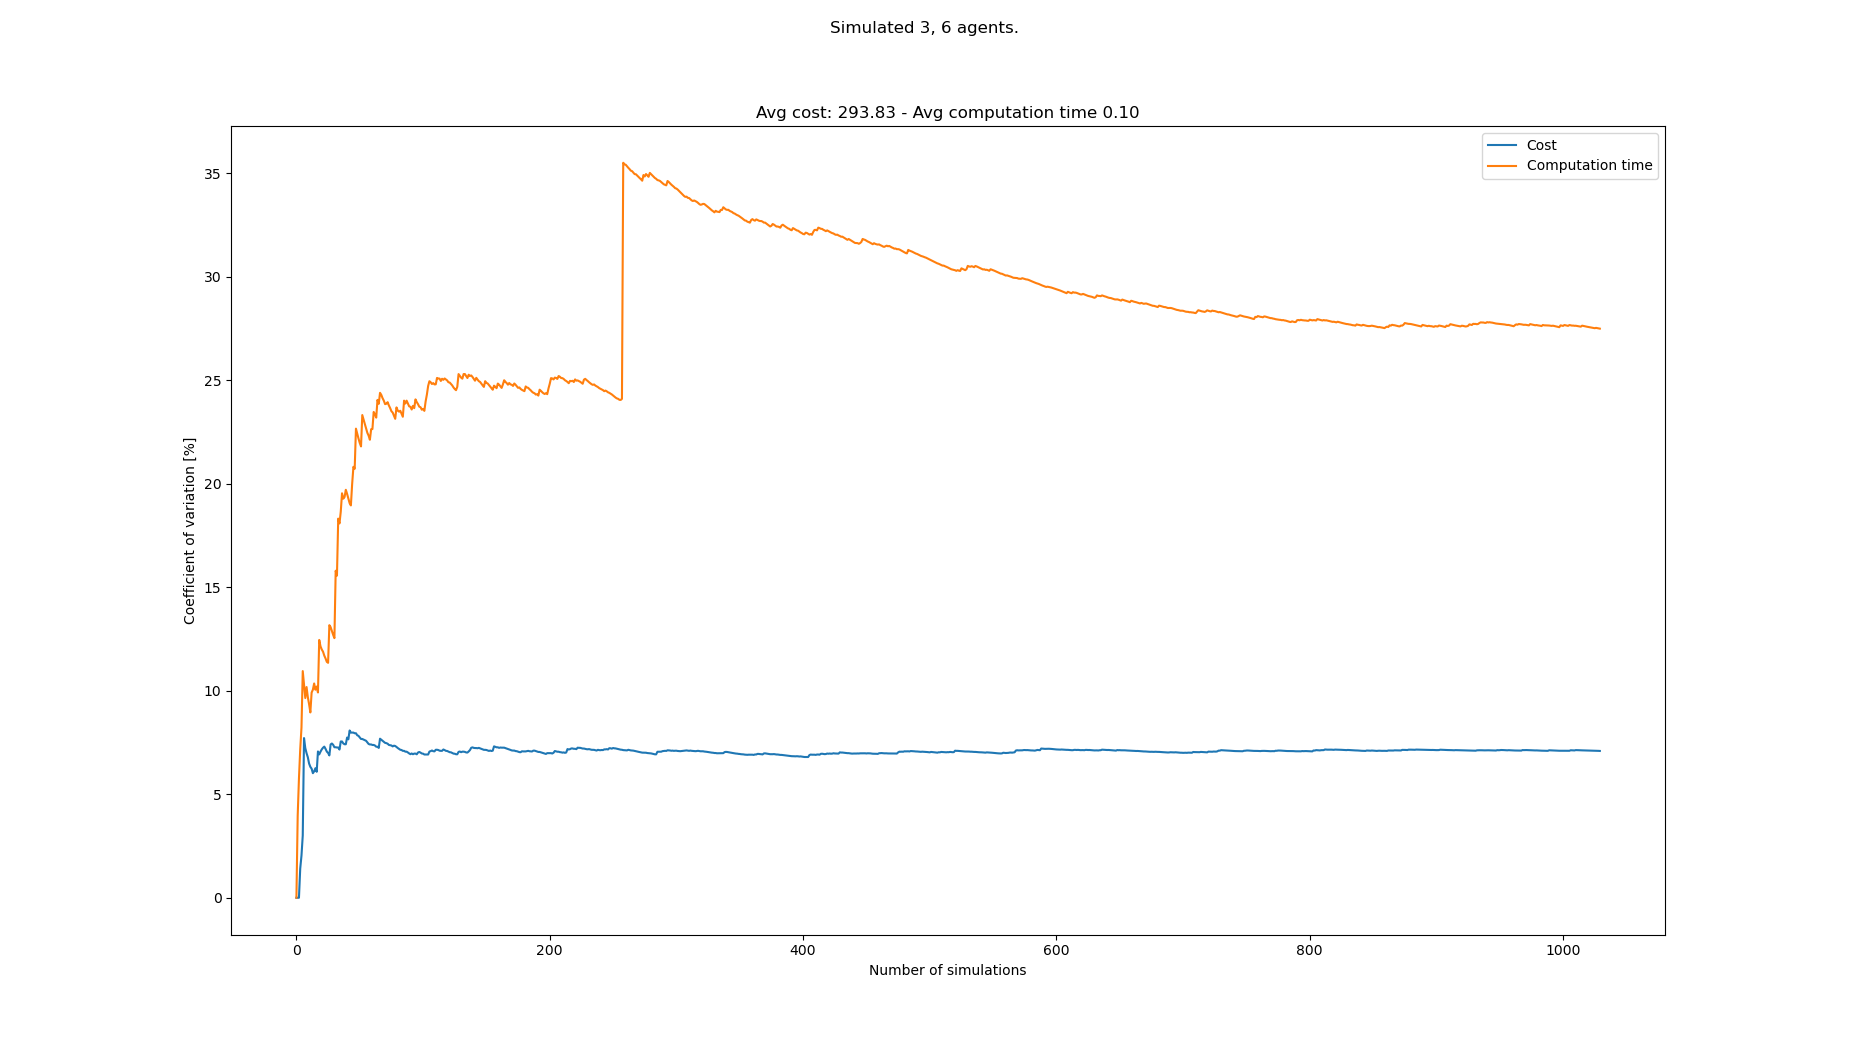 Simulated 3, 6 agents.
Avg cost: 293.83 - Avg computation time 0.10
Cost
Computation time
35
30
25
20
15
10
5
0
Coefficient of variation [%]
0 200 400 600 800 1000
Number of simulations